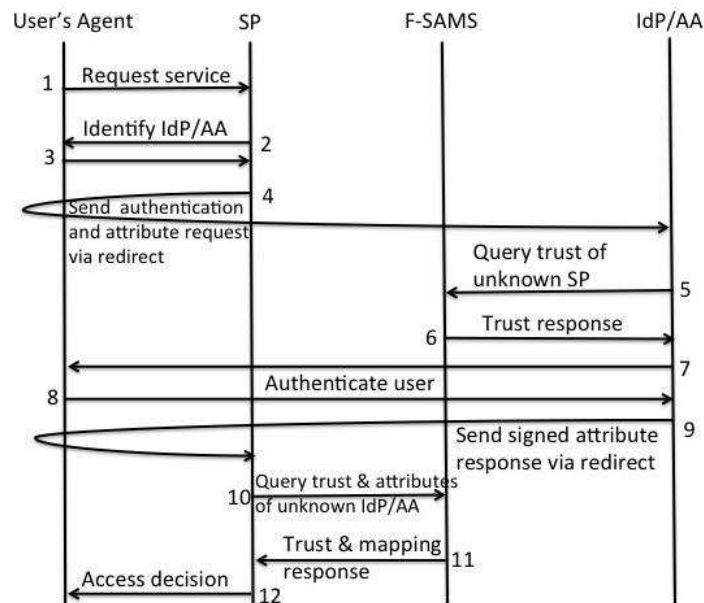 User's Agent SP F-SAMS IdP/AA
1 Request service
Identify IdP/AA 2
3
4
Send authentication
and attribute request
via redirect
Query trust of
unknown SP 5
6 Trust response
7
Authenticate user
8
9
Send signed attribute
response via redirect
Query trust & attributes
10 of unknown IdP/AA
Trust & mapping 11
response
Access decision 12